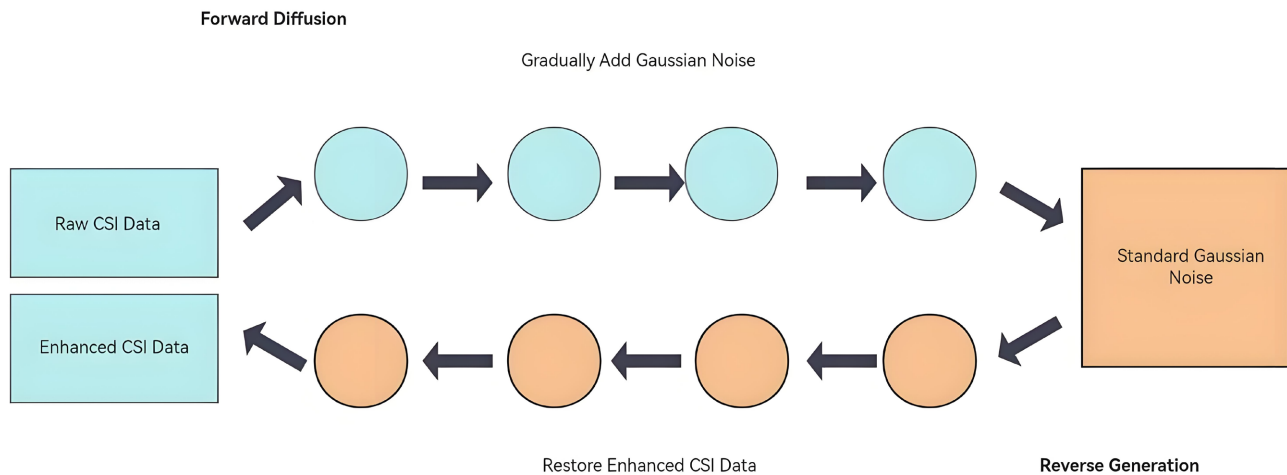 Forward Diffusion
Gradually Add Gaussian Noise
Raw CSI Data
Standard Gaussian
Noise
Enhanced CSI Data
Restore Enhanced CSI Data
Reverse Generation